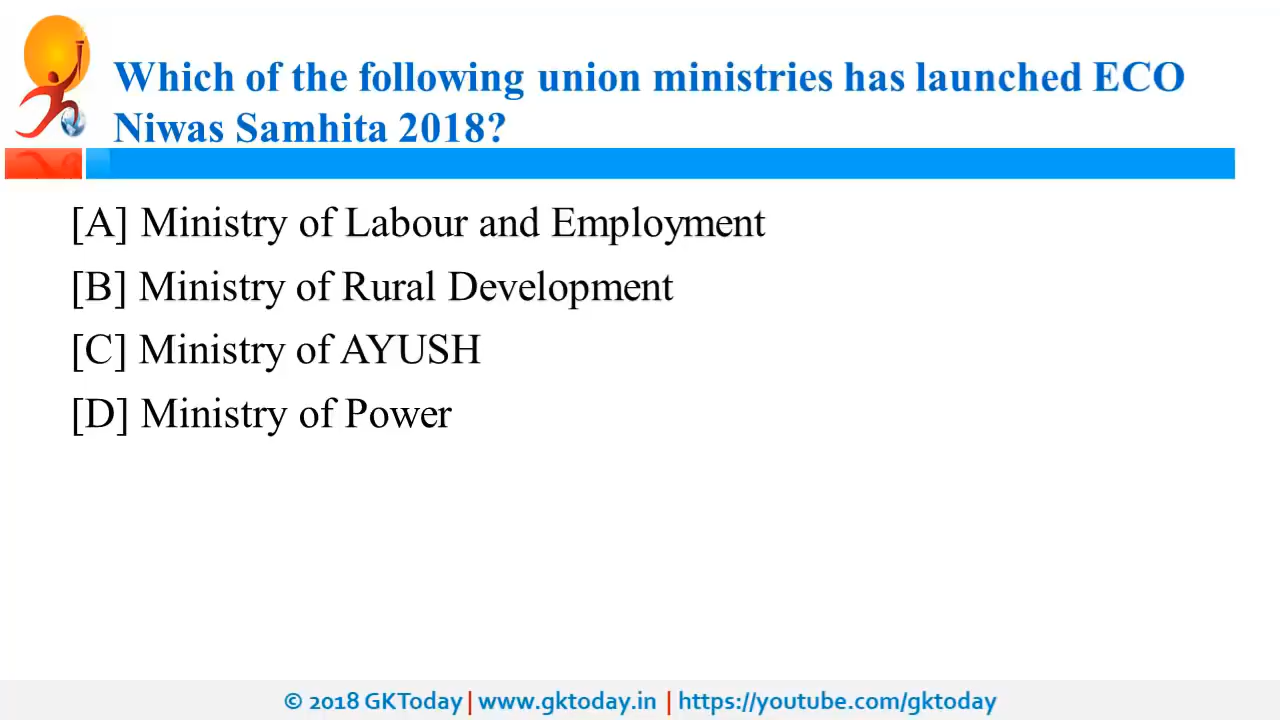 Which of the following union ministries has launched ECO
Niwas Samhita 2018?
[A] Ministry of Labour and Employment
[B] Ministry of Rural Development
[C] Ministry of AYUSH
[D] Ministry of Power
© 2018 GKToday | www.gktoday.in | https://youtube.com/gktoday